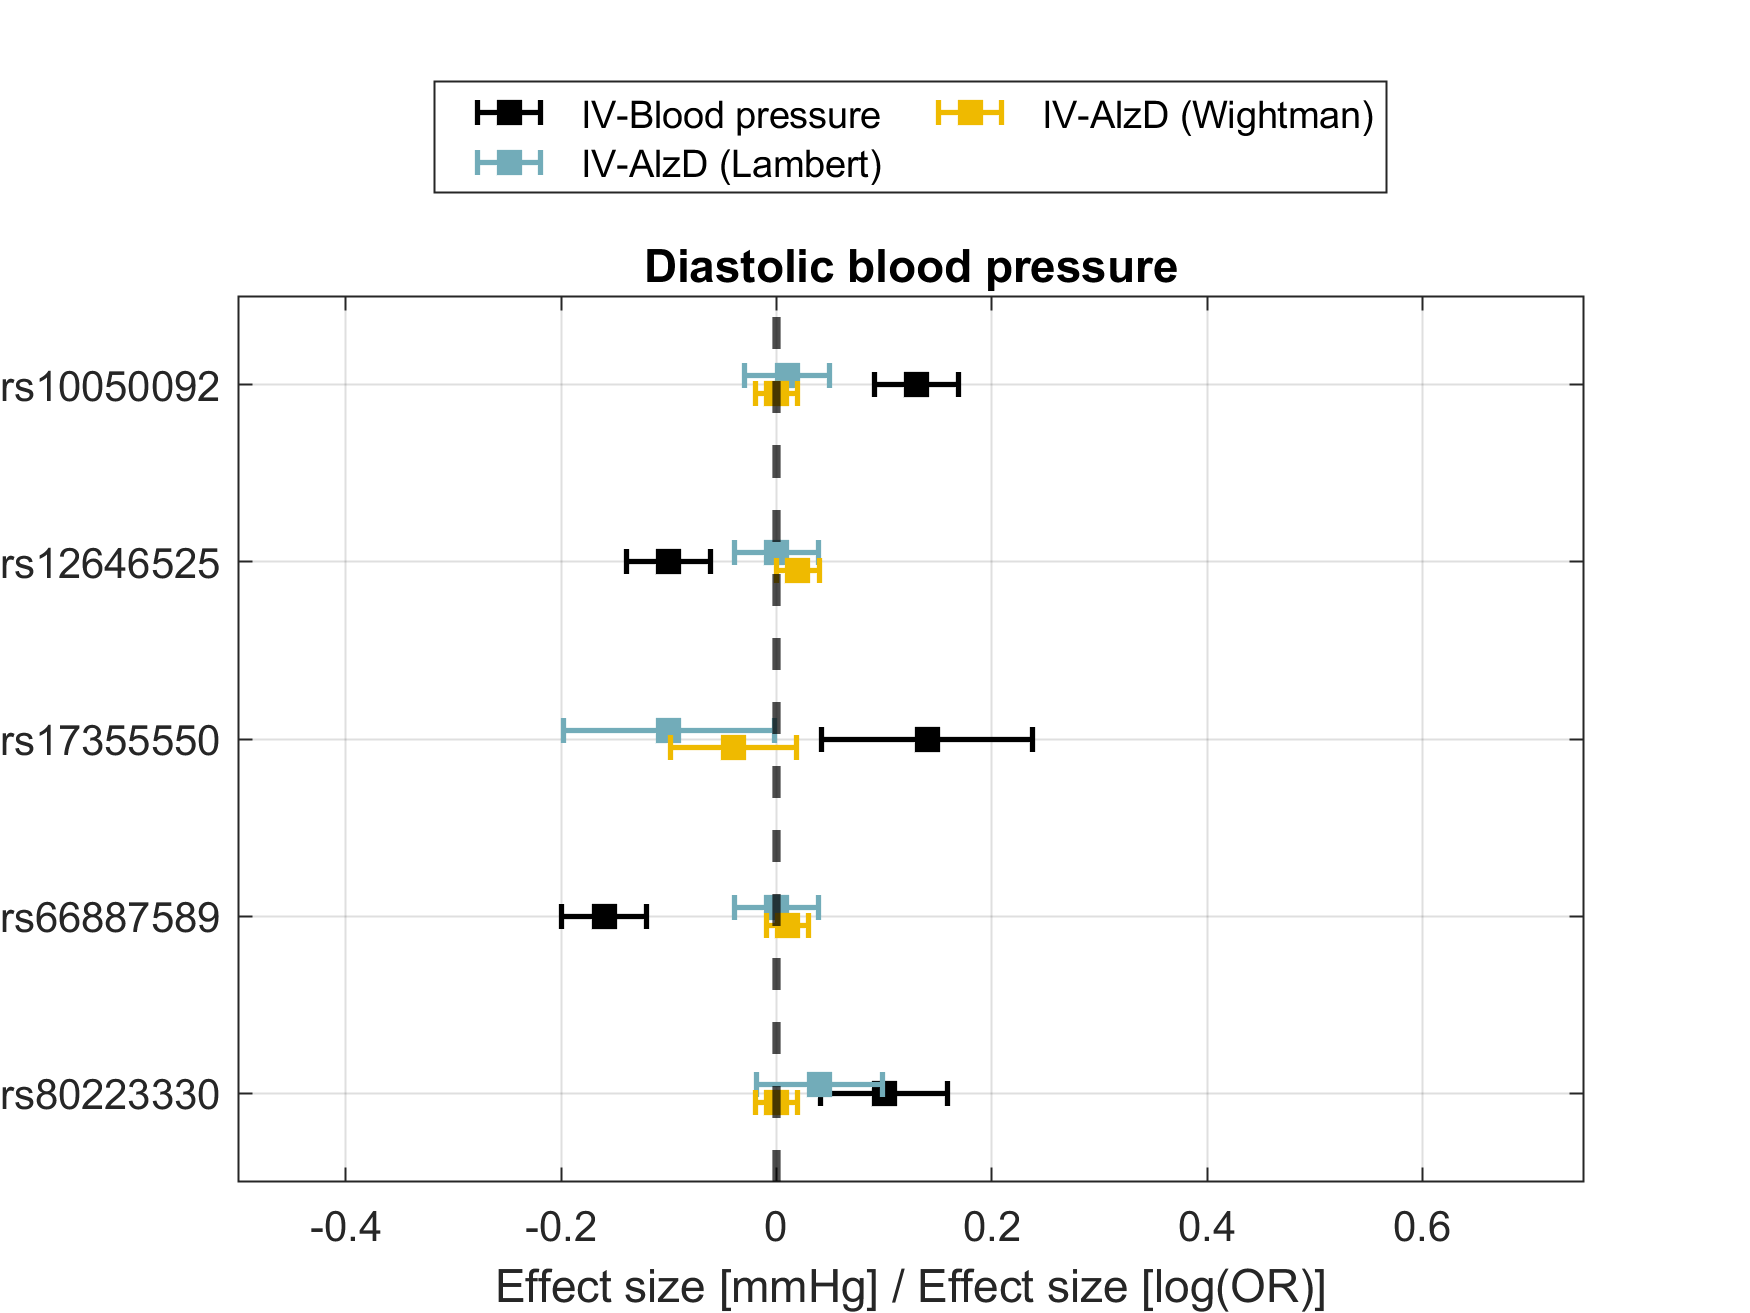 IV-Blood pressure
IV-AlzD (Wightman)
IV-AlzD (Lambert)
Diastolic blood pressure
rs10050092
rs12646525
rs17355550
rs66887589
rs80223330
-0.4
-0.2
0
0.2
0.4
0.6
Effect size [mmHg] / Effect size [log(OR)]